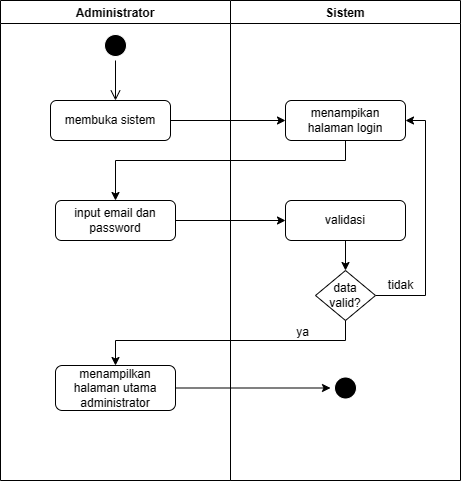 Administrator
Sistem
membuka sistem
menampikan
halaman login
input email dan
password
validasi
data
valid?
tidak
ya
menampilkan
halaman utama
administrator